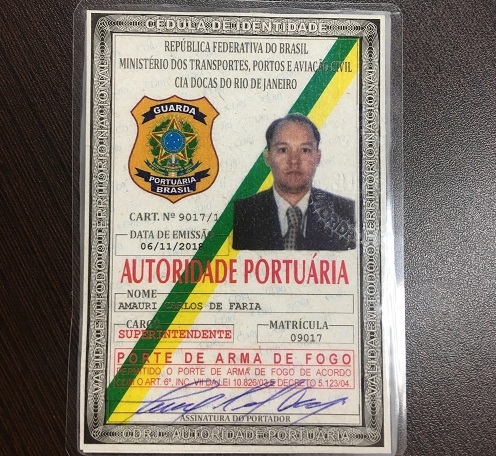 CÉDULA DE IDENTIDADE
REPÚBLICA FEDERATIVA DO BRASIL
MINISTÉRIO DOS TRANSPORTES, PORTOS E AVIAÇÃO CIVIL
CIA DOCAS DO RIO DE JANEIRO
GUARDA
PORTUÁRIA
BRASIL
CART. Nº 9017/1
DATA DE EMISSÃO
06/11/2018
AUTORIDADE PORTUÁRIA
NOME
AMAURI CARLOS DE FARIA
MATRÍCULA
SUPERINTENDENTE
09017
PORTE DE ARMA DE FOGO
O PORTE DE ARMA DE FOGO DE ACORDO
COM O ART. 6º, INC. VII DA LEI 10.826/03 E DECRETO 5.123/04.
ASSINATURA DO PORTADOR
AUTORIDADE PORTUÁRIA